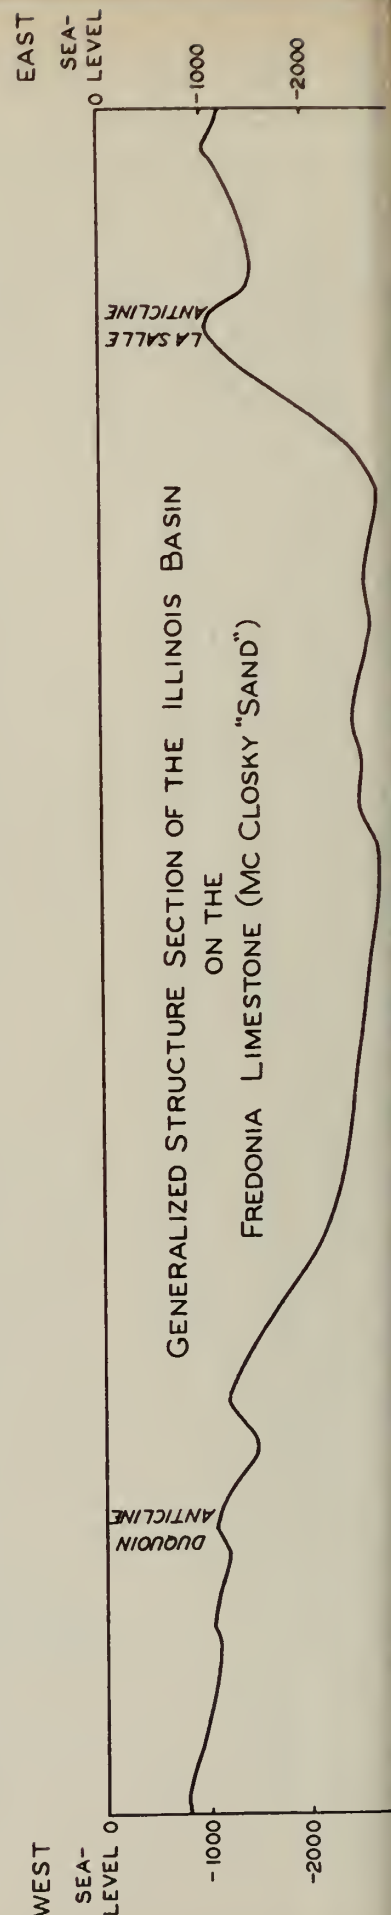 WEST
SEA-
LEVEL
0
-1000
-2000
DUQUOIN
ANTICLINE
GENERALIZED STRUCTURE SECTION OF THE ILLINOIS BASIN
ON THE
FREDONIA LIMESTONE (MC CLOSKY "SAND")
LA SALLE
ANTICLINE
EAST
SEA-
LEVEL
0
-1000
-2000